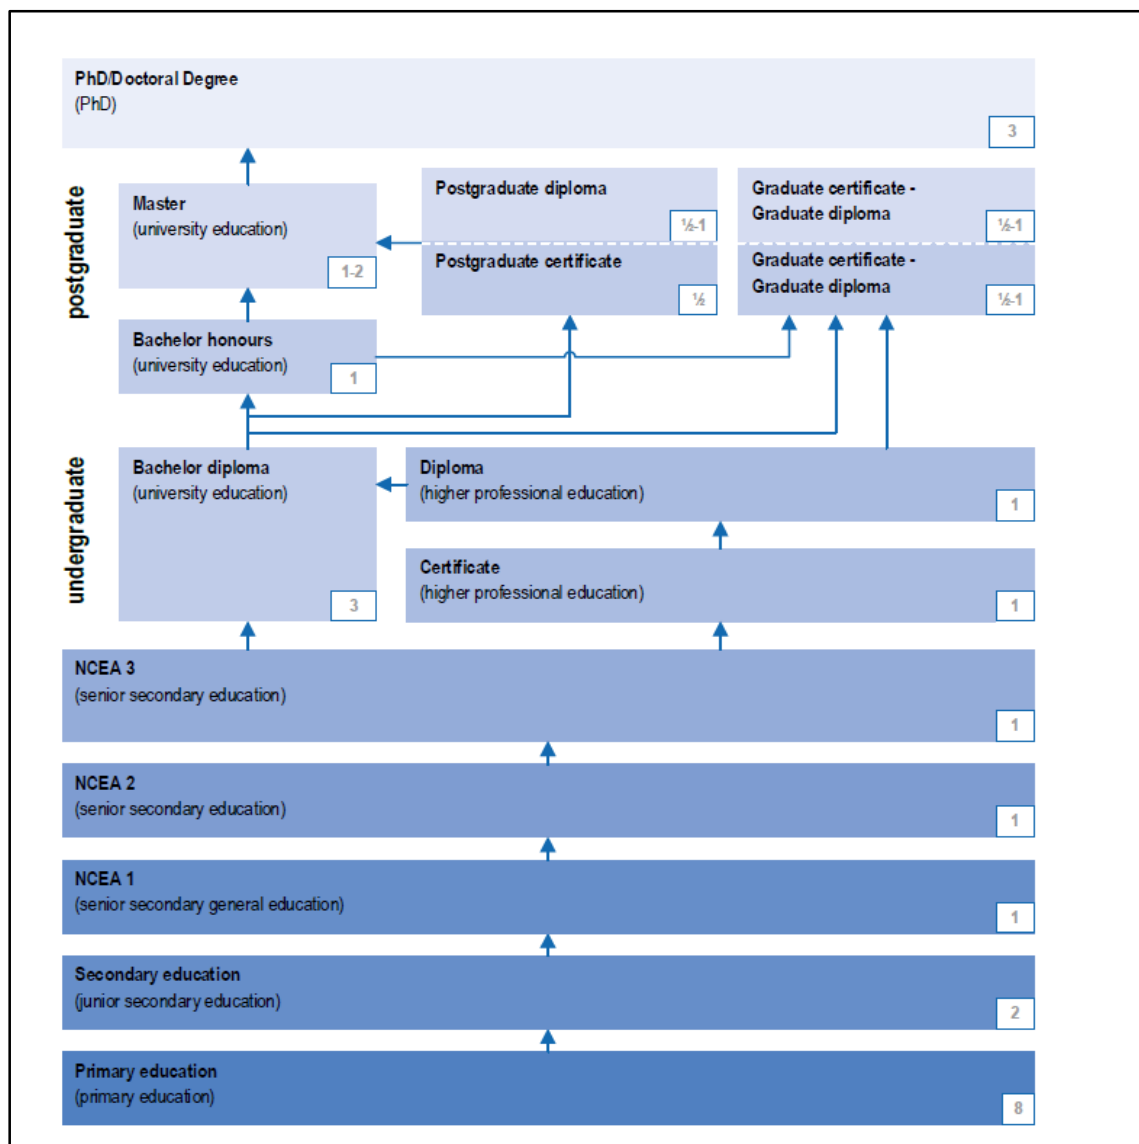 PhD/Doctoral Degree
(PhD)
3
postgraduate
Master
(university education)
1-2
Postgraduate diploma
½-1
Postgraduate certificate
½
Graduate certificate -
Graduate diploma
½-1
Graduate certificate -
Graduate diploma
½-1
Bachelor honours
(university education)
1
undergraduate
Bachelor diploma
(university education)
3
Diploma
(higher professional education)
1
Certificate
(higher professional education)
1
NCEA 3
(senior secondary education)
1
NCEA 2
(senior secondary education)
1
NCEA 1
(senior secondary general education)
1
Secondary education
(junior secondary education)
2
Primary education
(primary education)
8